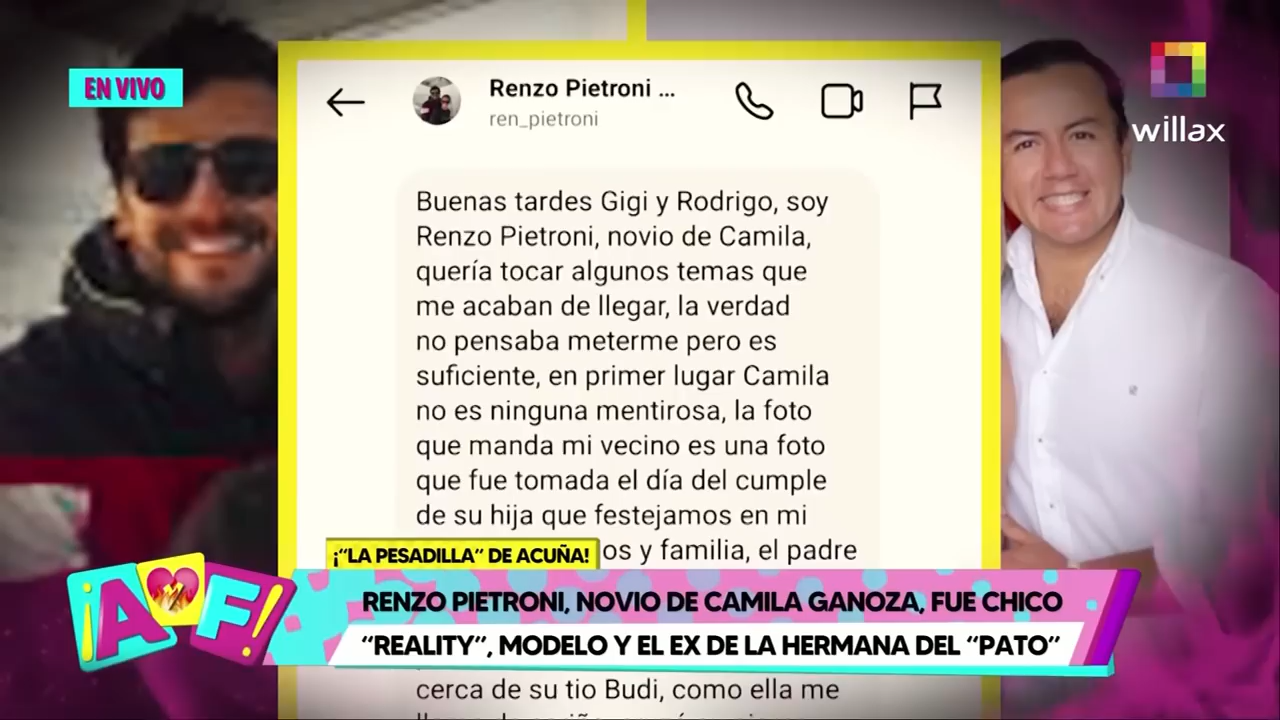 EN VIVO
Renzo Pietroni ...
ren_pietroni
willax
Buenas tardes Gigi y Rodrigo, soy
Renzo Pietroni, novio de Camila,
quería tocar algunos temas que
me acaban de llegar, la verdad
no pensaba meterme pero es
suficiente, en primer lugar Camila
no es ninguna mentirosa, la foto
que manda mi vecino es una foto
que fue tomada el día del cumple
de su hija que festejamos en mi
os y familia, el padre
¡“LA PESADILLA” DE ACUÑA!
¡AF!
RENZO PIETRONI, NOVIO DE CAMILA GANOZA, FUE CHICO
“REALITY”, MODELO Y EL EX DE LA HERMANA DEL “PATO”
cerca de su tio Budi, como ella me